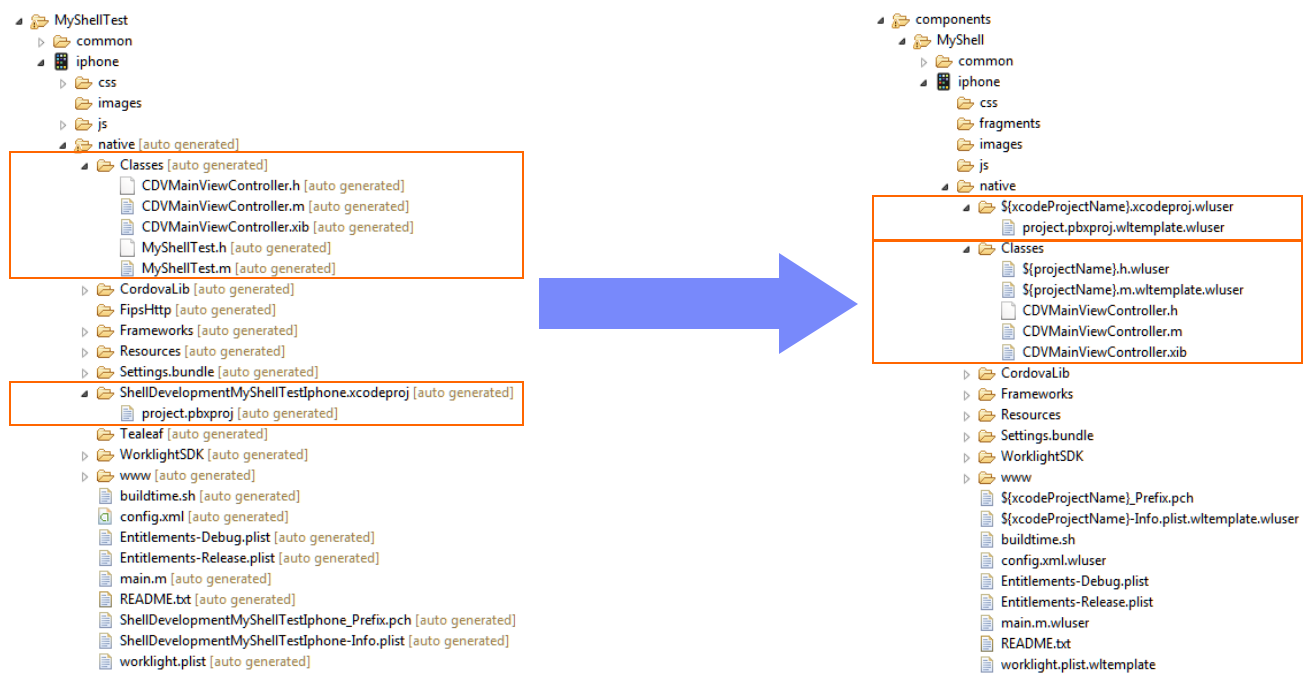 MyShellTest
common
iphone
css
images
js
native [auto generated]
Classes [auto generated]
CDVMainViewController.h [auto generated]
CDVMainViewController.m [auto generated]
CDVMainViewController.xib [auto generated]
MyShellTest.h [auto generated]
MyShellTest.m [auto generated]
CordovaLib [auto generated]
FipsHttp [auto generated]
Frameworks [auto generated]
Resources [auto generated]
Settings.bundle [auto generated]
ShellDevelopmentMyShellTestIphone.xcodeproj [auto generated]
project.pbxproj [auto generated]
Tealeaf [auto generated]
WorklightSDK [auto generated]
www [auto generated]
buildtime.sh [auto generated]
config.xml [auto generated]
Entitlements-Debug.plist [auto generated]
Entitlements-Release.plist [auto generated]
main.m [auto generated]
README.txt [auto generated]
ShellDevelopmentMyShellTestIphone_Prefix.pch [auto generated]
ShellDevelopmentMyShellTestIphone-Info.plist [auto generated]
worklight.plist [auto generated]
components
MyShell
common
iphone
css
fragments
images
js
native
${xcodeProjectName}.xcodeproj.wluser
project.pbxproj.wltemplate.wluser
Classes
${projectName}.h.wluser
${projectName}.m.wltemplate.wluser
CDVMainViewController.h
CDVMainViewController.m
CDVMainViewController.xib
CordovaLib
Frameworks
Resources
Settings.bundle
WorklightSDK
www
${xcodeProjectName}_Prefix.pch
${xcodeProjectName}-Info.plist.wltemplate.wluser
buildtime.sh
config.xml.wluser
Entitlements-Debug.plist
Entitlements-Release.plist
main.m.wluser
README.txt
worklight.plist.wltemplate